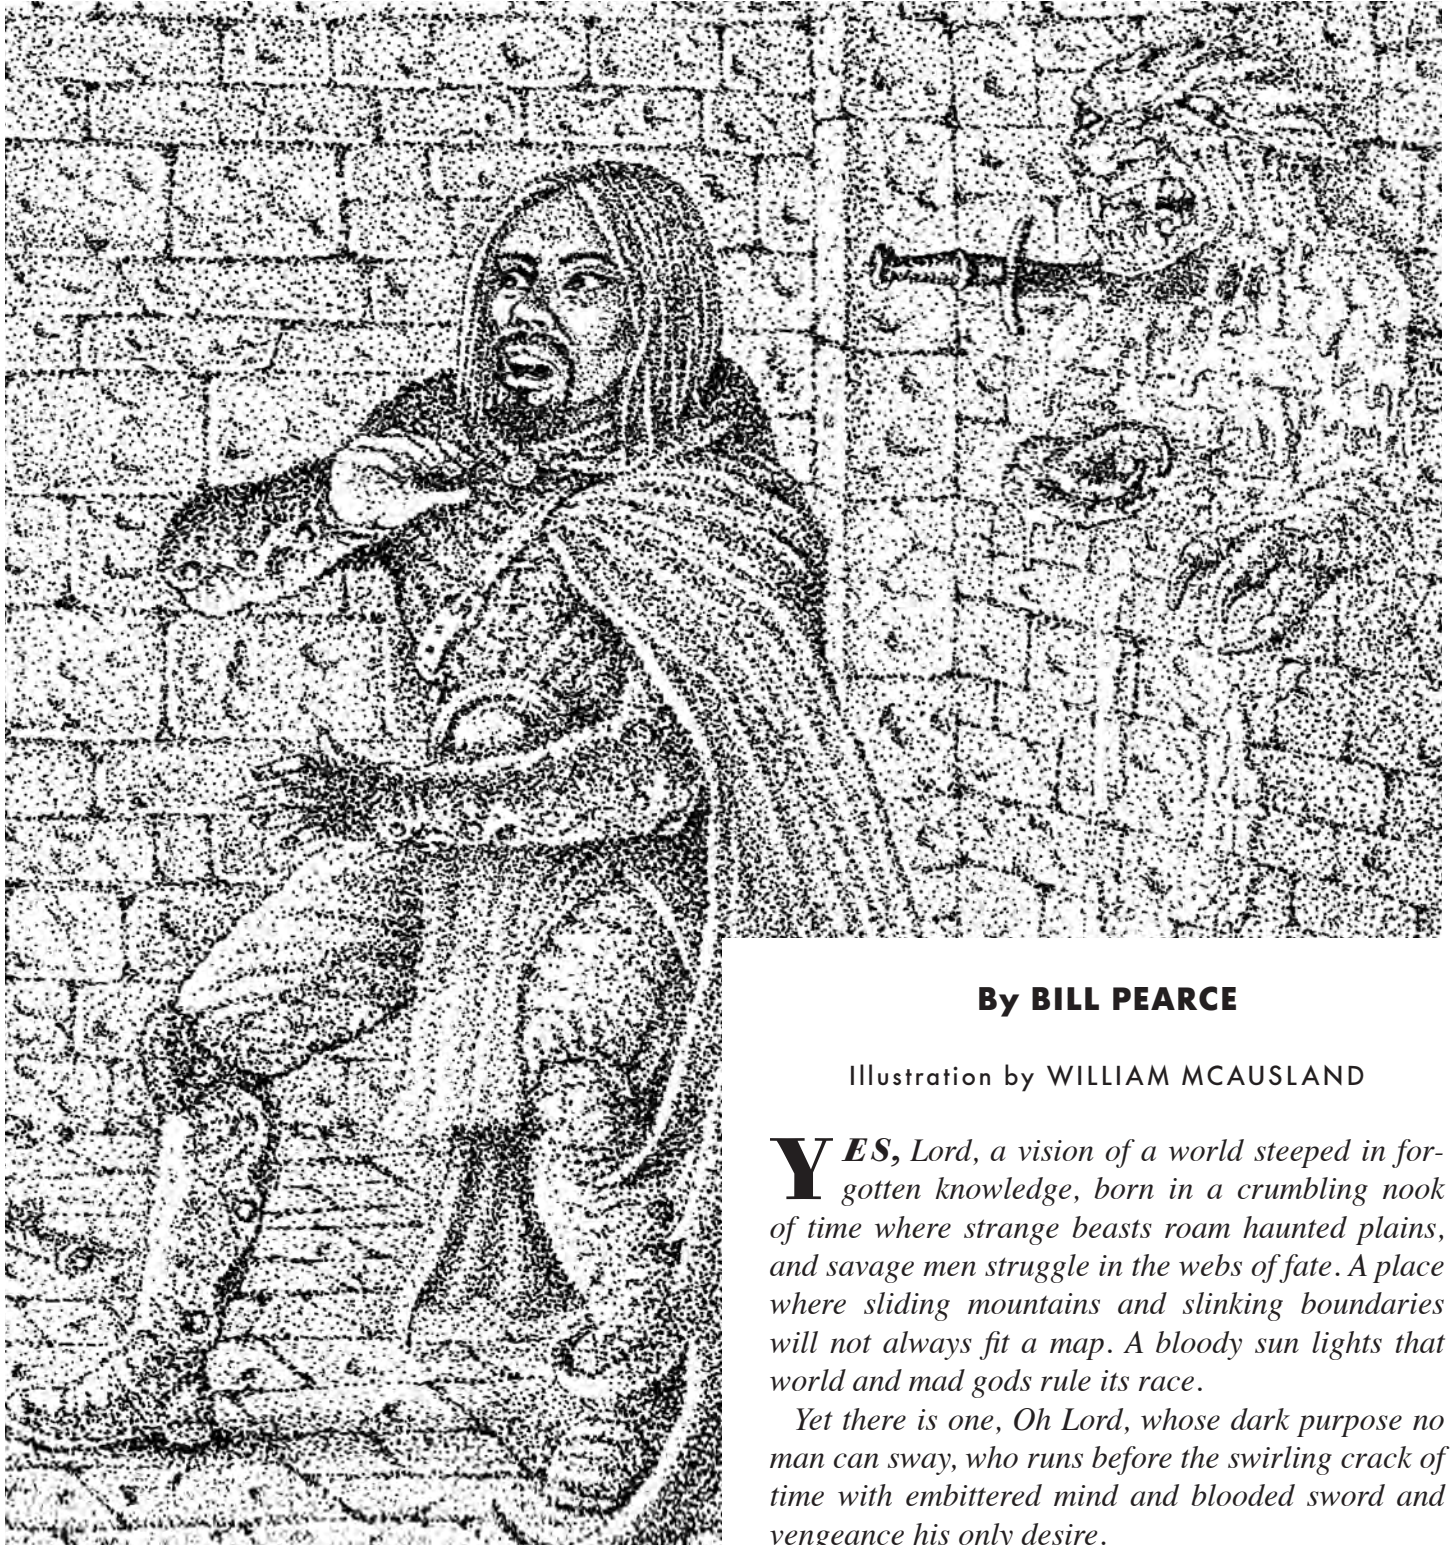 By BILL PEARCE
Illustration by WILLIAM MCAUSLAND
YES, Lord, a vision of a world steeped in for-
gotten knowledge, born in a crumbling nook
of time where strange beasts roam haunted plains,
and savage men struggle in the webs of fate. A place
where sliding mountains and slinking boundaries
will not always fit a map. A bloody sun lights that
world and mad gods rule its race.
Yet there is one, Oh Lord, whose dark purpose no
man can sway, who runs before the swirling crack of
time with embittered mind and blooded sword and
vengeance his only desire.